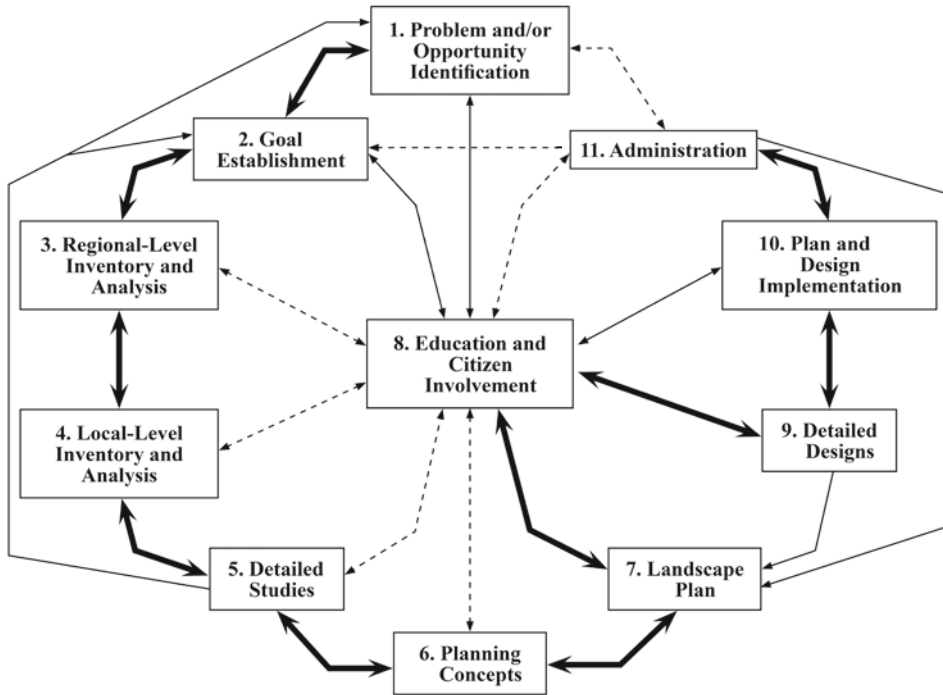 1. Problem and/or
Opportunity
Identification
2. Goal
Establishment
3. Regional-Level
Inventory and
Analysis
4. Local-Level
Inventory and
Analysis
5. Detailed
Studies
6. Planning
Concepts
7. Landscape
Plan
8. Education and
Citizen
Involvement
9. Detailed
Designs
10. Plan and
Design
Implementation
11. Administration